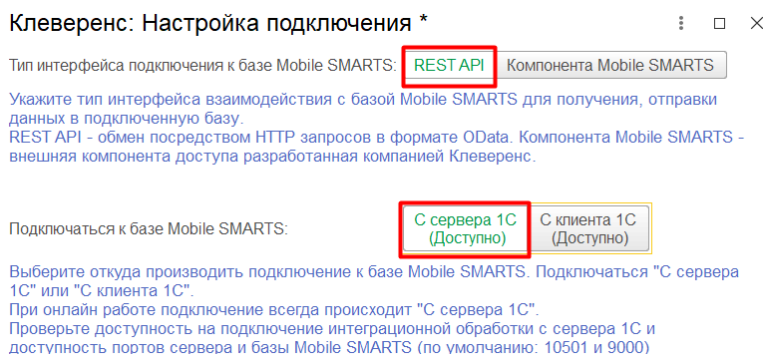 Клеверенс: Настройка подключения *
Тип интерфейса подключения к базе Mobile SMARTS: REST API Компонента Mobile SMARTS
Укажите тип интерфейса взаимодействия с базой Mobile SMARTS для получения, отправки
данных в подключенную базу.
REST API - обмен посредством HTTP запросов в формате OData. Компонента Mobile SMARTS -
внешняя компонента доступа разработанная компанией Клеверенс.
Подключаться к базе Mobile SMARTS:
С сервера 1С
(Доступно)
С клиента 1С
(Доступно)
Выберите откуда производить подключение к базе Mobile SMARTS. Подключаться "С сервера
1С" или "С клиента 1С".
При онлайн работе подключение всегда происходит "С сервера 1С".
Проверьте доступность на подключение интеграционной обработки с сервера 1С и
доступность портов сервера и базы Mobile SMARTS (по умолчанию: 10501 и 9000)